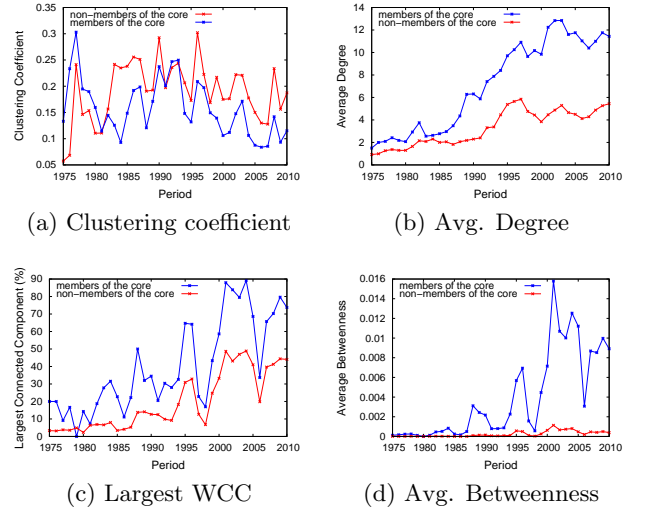 non-members of the core
members of the core
Clustering Coefficient
0.35
0.3
0.25
0.2
0.15
0.1
0.05
1975 1980 1985 1990 1995 2000 2005 2010
Period
(a) Clustering coefficient
members of the core
non-members of the core
Average Degree
14
12
10
8
6
4
2
0
1975 1980 1985 1990 1995 2000 2005 2010
Period
(b) Avg. Degree
members of the core
non-members of the core
Largest Connected Component (%)
90
80
70
60
50
40
30
20
10
0
1975 1980 1985 1990 1995 2000 2005 2010
Period
(c) Largest WCC
members of the core
non-members of the core
Average Betweenness
0.016
0.014
0.012
0.01
0.008
0.006
0.004
0.002
0
1975 1980 1985 1990 1995 2000 2005 2010
Period
(d) Avg. Betweenness